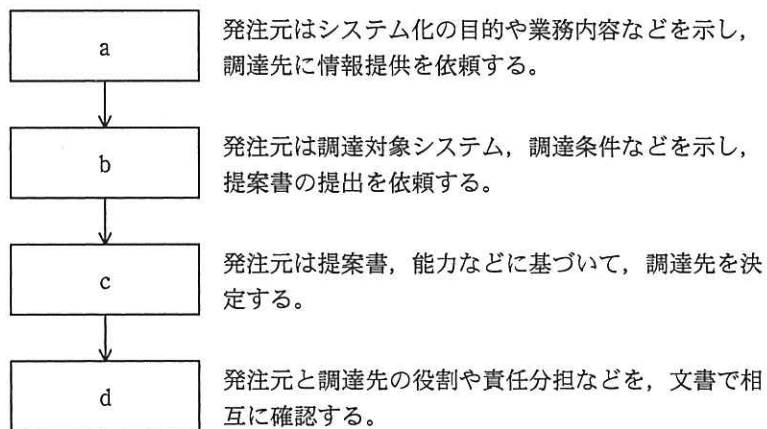 a
発注元はシステム化の目的や業務内容などを示し，
調達先に情報提供を依頼する。
b
発注元は調達対象システム，調達条件などを示し，
提案書の提出を依頼する。
c
発注元は提案書，能力などに基づいて，調達先を決
定する。
d
発注元と調達先の役割や責任分担などを，文書で相
互に確認する。